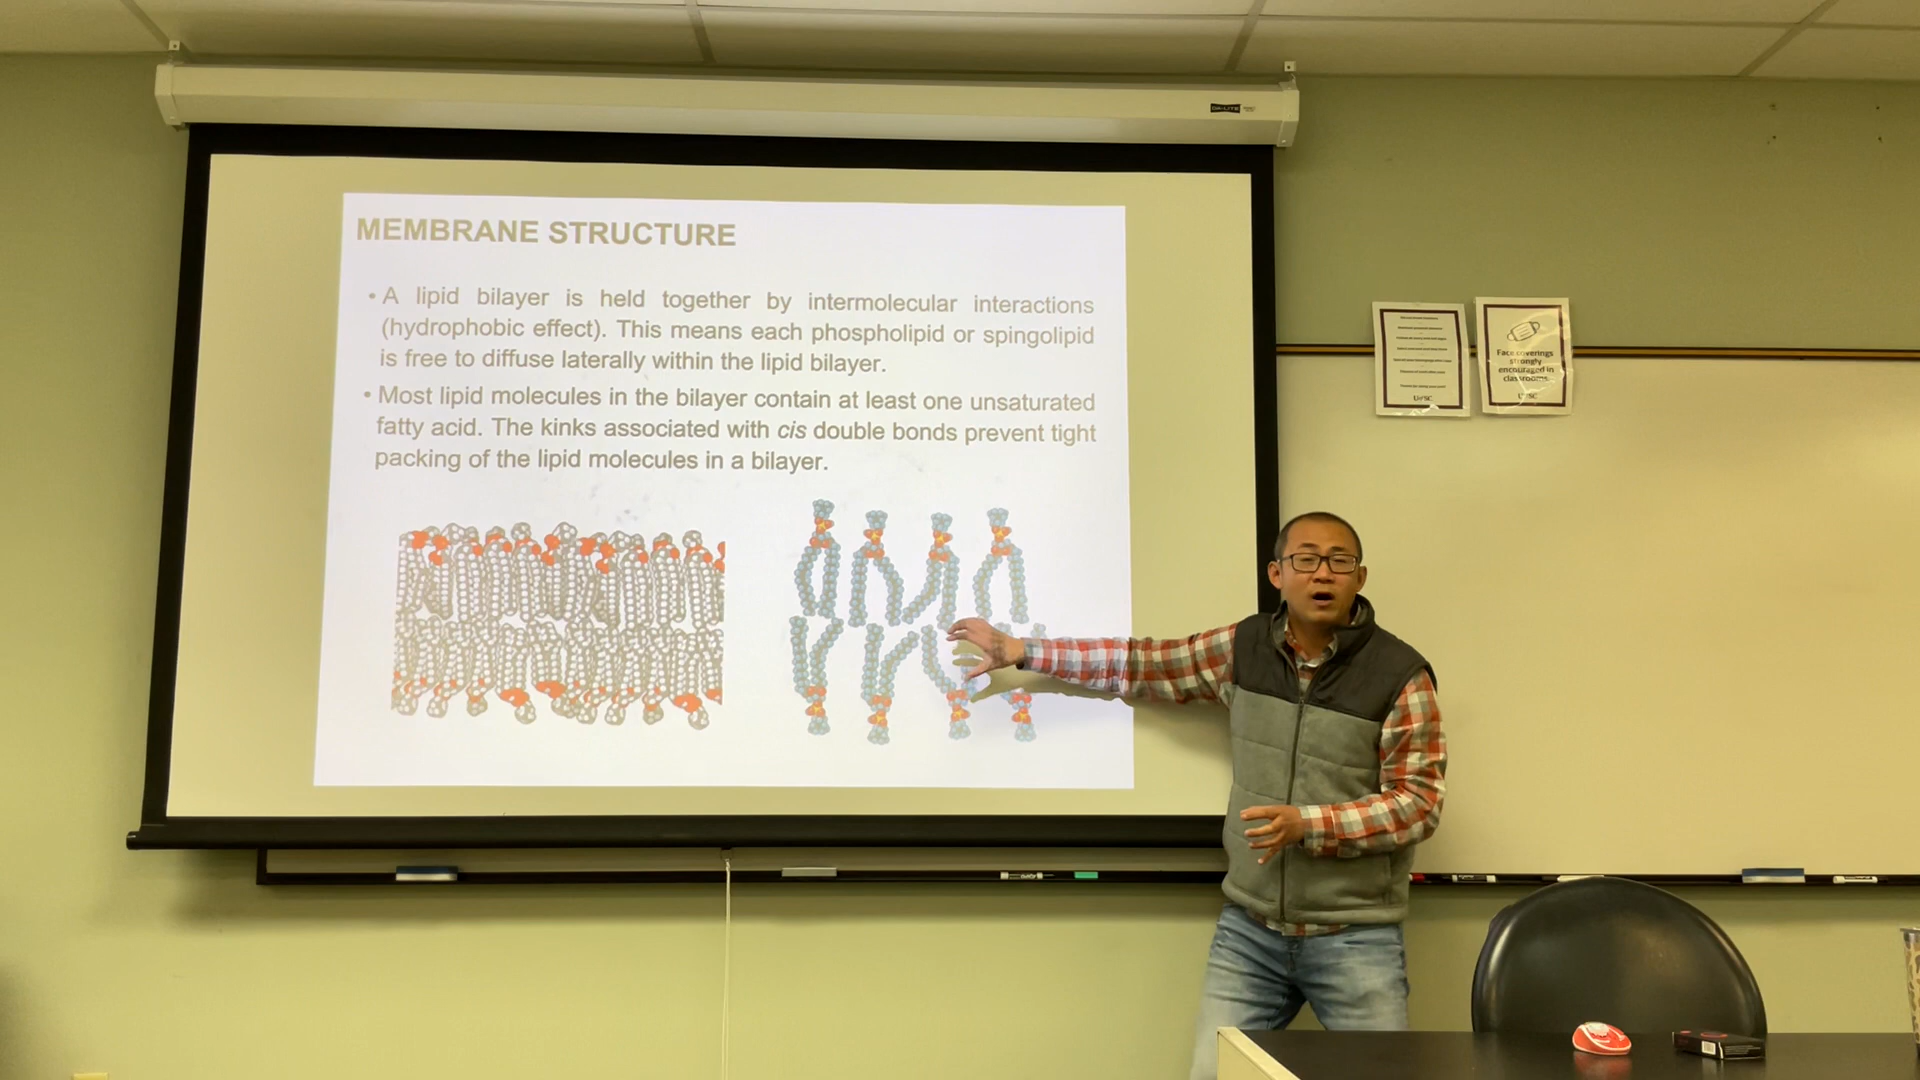 DA-LITE
MEMBRANE STRUCTURE
• A lipid bilayer is held together by intermolecular interactions
(hydrophobic effect). This means each phospholipid or spingolipid
is free to diffuse laterally within the lipid bilayer.
• Most lipid molecules in the bilayer contain at least one unsaturated
fatty acid. The kinks associated with cis double bonds prevent tight
packing of the lipid molecules in a bilayer.
Face coverings
strongly
encouraged in
classrooms.